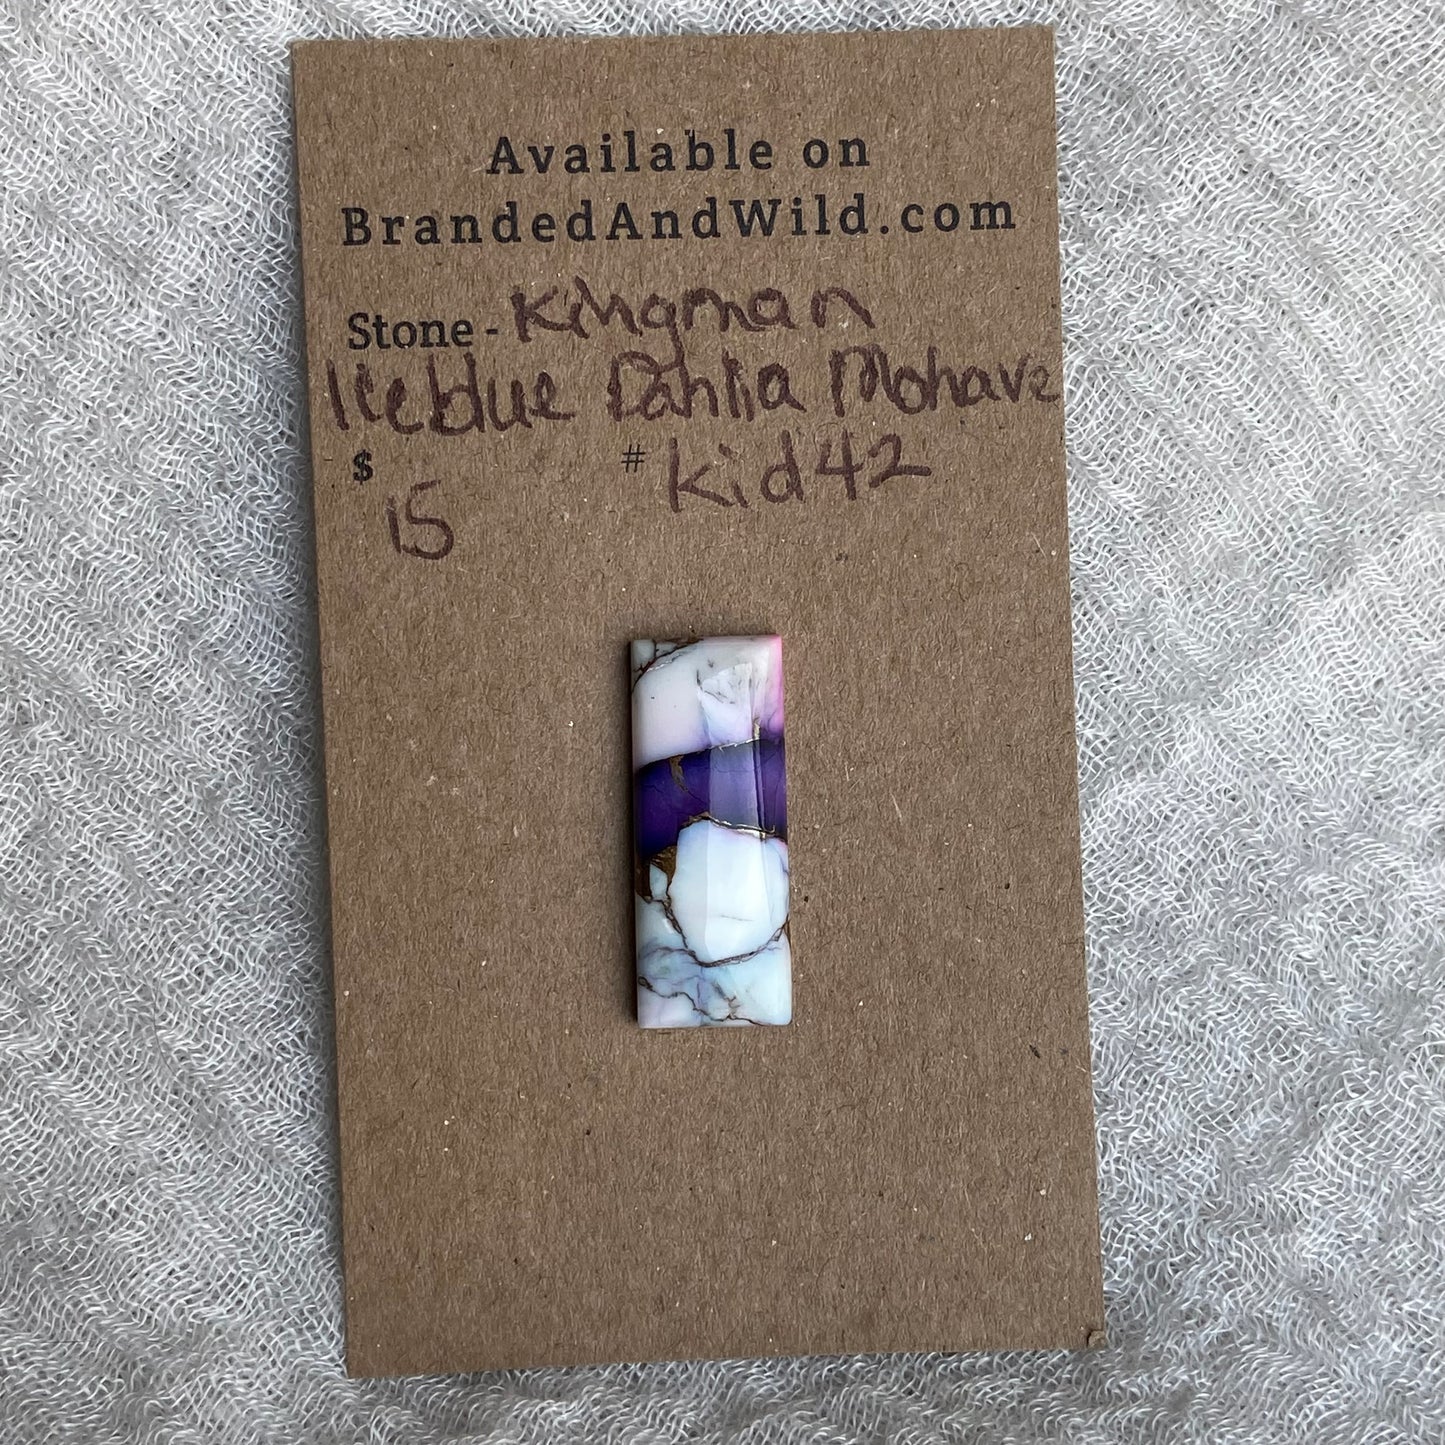 Available on
BrandedAndWild.com
Stone - Kingman
Iceblue Dahlia Mohave
$ # Kid42
15